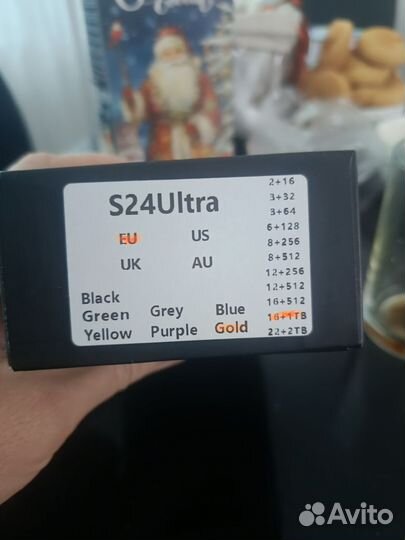 S24Ultra
EU US
UK AU
Black
Green Grey Blue
Yellow Purple Gold
2+16
3+32
3+64
6+128
8+256
8+512
12+256
12+512
16+512
16+1TB
22+2TB
Avito